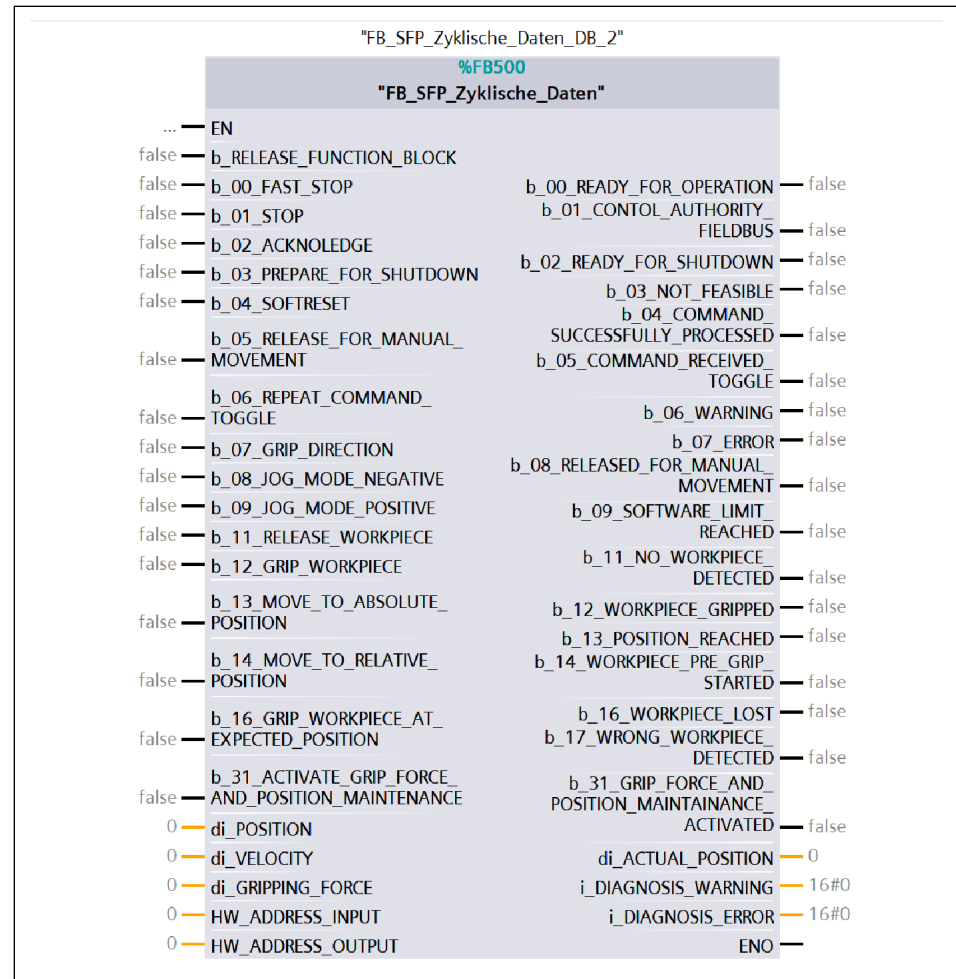 "FB_SFP_Zyklische_Daten_DB_2"
%FB500
"FB_SFP_Zyklische_Daten"
... EN
false b_RELEASE_FUNCTION_BLOCK
false b_00_FAST_STOP
false b_01_STOP
false b_02_ACKNOLEDGE
false b_03_PREPARE_FOR_SHUTDOWN
false b_04_SOFTRESET
b_05_RELEASE_FOR_MANUAL_
false MOVEMENT
b_06_REPEAT_COMMAND_
false TOGGLE
false b_07_GRIP_DIRECTION
false b_08_JOG_MODE_NEGATIVE
false b_09_JOG_MODE_POSITIVE
false b_11_RELEASE_WORKPIECE
false b_12_GRIP_WORKPIECE
b_13_MOVE_TO_ABSOLUTE_
false POSITION
b_14_MOVE_TO_RELATIVE_
false POSITION
b_16_GRIP_WORKPIECE_AT_
false EXPECTED_POSITION
b_31_ACTIVATE_GRIP_FORCE_
false AND_POSITION_MAINTENANCE
0 di_POSITION
0 di_VELOCITY
0 di_GRIPPING_FORCE
0 HW_ADDRESS_INPUT
0 HW_ADDRESS_OUTPUT
b_00_READY_FOR_OPERATION false
b_01_CONTOL_AUTHORITY_
FIELDBUS false
b_02_READY_FOR_SHUTDOWN false
b_03_NOT_FEASIBLE false
b_04_COMMAND_
SUCCESSFULLY_PROCESSED false
b_05_COMMAND_RECEIVED_
TOGGLE false
b_06_WARNING false
b_07_ERROR false
b_08_RELEASED_FOR_MANUAL_
MOVEMENT false
b_09_SOFTWARE_LIMIT_
REACHED false
b_11_NO_WORKPIECE_
DETECTED false
b_12_WORKPIECE_GRIPPED false
b_13_POSITION_REACHED false
b_14_WORKPIECE_PRE_GRIP_
STARTED false
b_16_WORKPIECE_LOST false
b_17_WRONG_WORKPIECE_
DETECTED false
b_31_GRIP_FORCE_AND_
POSITION_MAINTAINANCE_
ACTIVATED false
di_ACTUAL_POSITION 0
i_DIAGNOSIS_WARNING 16#0
i_DIAGNOSIS_ERROR 16#0
ENO